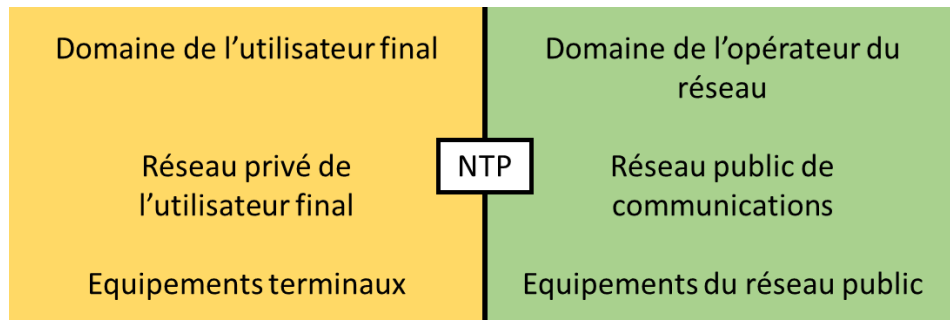 Domaine de l'utilisateur final
Domaine de l'opérateur du
réseau
Réseau privé de
l'utilisateur final
NTP
Réseau public de
communications
Equipements terminaux
Equipements du réseau public